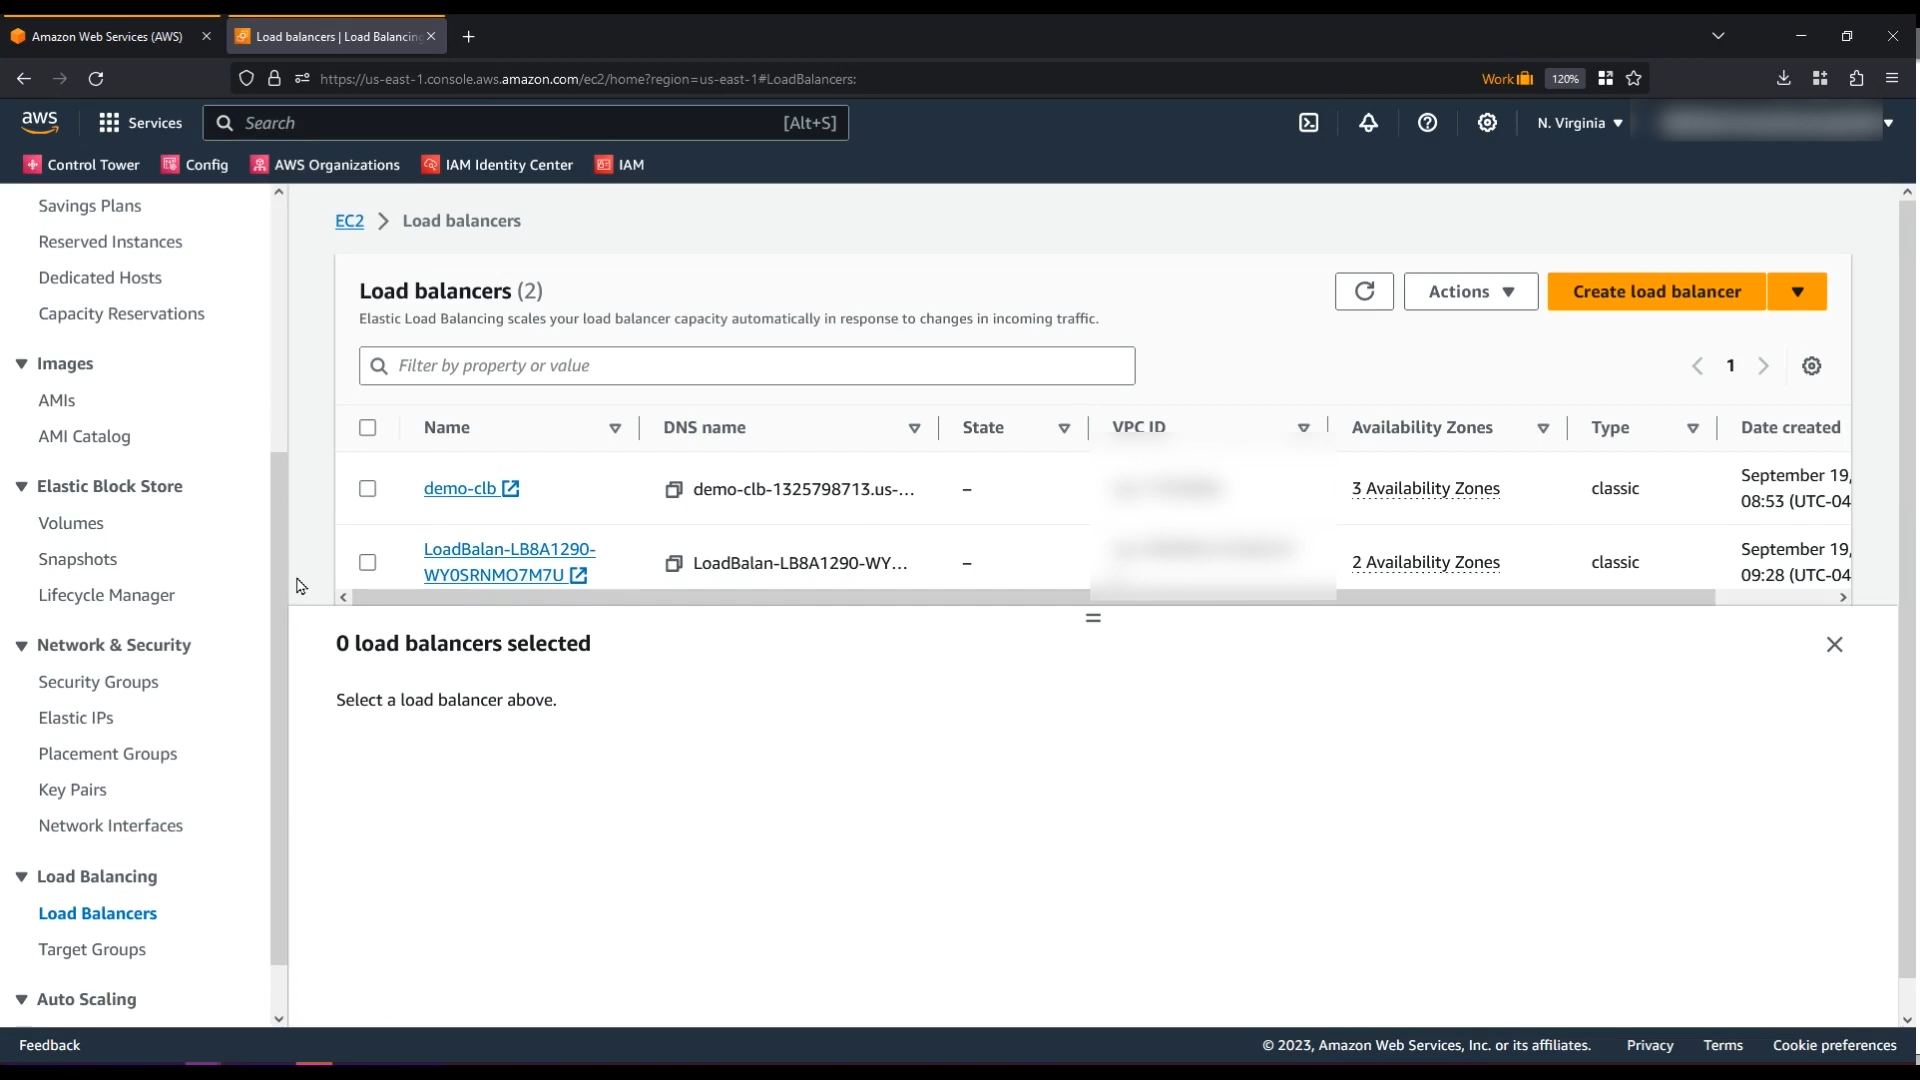 Amazon Web Services (AWS)
Load balancers | Load Balancing
https://us-east-1.console.aws.amazon.com/ec2/home?region=us-east-1#LoadBalancers:
Work
120%
aws
Services
Search
[Alt+S]
N. Virginia
Control Tower
Config
AWS Organizations
IAM Identity Center
IAM
Savings Plans
Reserved Instances
Dedicated Hosts
Capacity Reservations
Images
AMIs
AMI Catalog
Elastic Block Store
Volumes
Snapshots
Lifecycle Manager
Network & Security
Security Groups
Elastic IPs
Placement Groups
Key Pairs
Network Interfaces
Load Balancing
Load Balancers
Target Groups
Auto Scaling
EC2 > Load balancers
Load balancers (2)
Elastic Load Balancing scales your load balancer capacity automatically in response to changes in incoming traffic.
Actions
Create load balancer
Filter by property or value
1
Name
DNS name
State
VPC ID
Availability Zones
Type
Date created
demo-clb
demo-clb-1325798713.us-...
–
3 Availability Zones
classic
September 19,
08:53 (UTC-04
LoadBalan-LB8A1290-
WY0SRNMO7M7U
LoadBalan-LB8A1290-WY...
–
2 Availability Zones
classic
September 19,
09:28 (UTC-04
0 load balancers selected
Select a load balancer above.
Feedback
© 2023, Amazon Web Services, Inc. or its affiliates.
Privacy
Terms
Cookie preferences